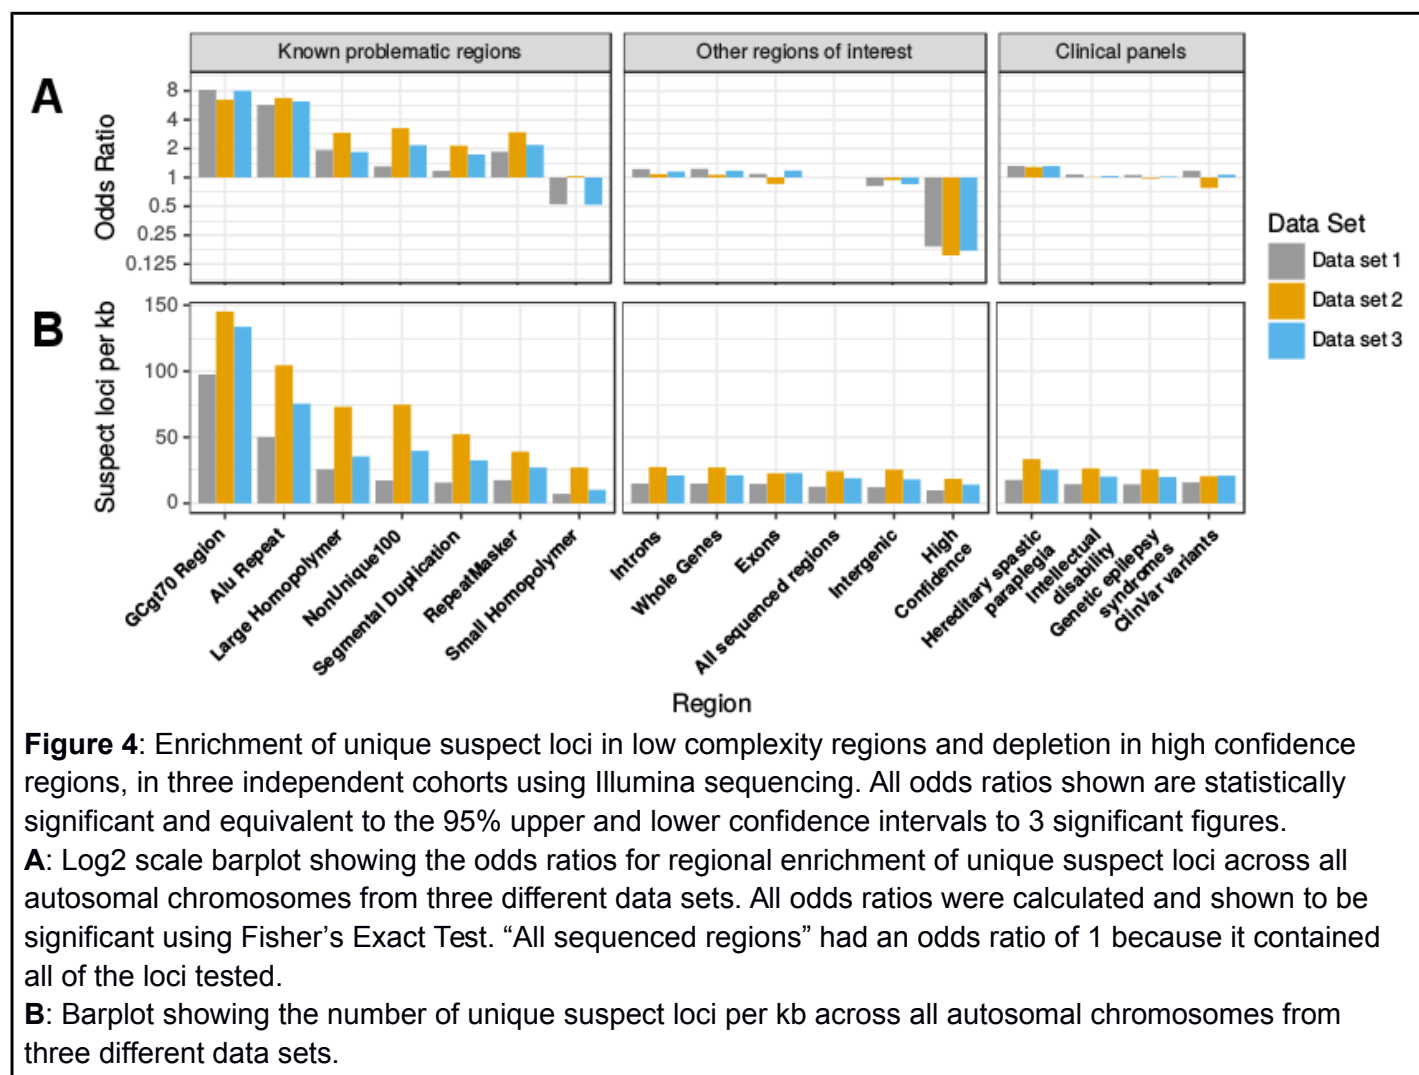 Known problematic regions
Other regions of interest
Clinical panels
A
Odds Ratio
8
4
2
1
0.5
0.25
0.125
B
Suspect loci per kb
150
100
50
0
Data Set
Data set 1
Data set 2
Data set 3
GCgt70 Region
Alu Repeat
Large Homopolymer
NonUnique100
Segmental Duplication
RepeatMasker
Small Homopolymer
Introns
Whole Genes
Exons
All sequenced regions
Intergenic
High
Confidence
Hereditary spastic
paraplegia
Intellectual
disability
Genetic epilepsy
syndromes
ClinVar variants
Region
Figure 4: Enrichment of unique suspect loci in low complexity regions and depletion in high confidence
regions, in three independent cohorts using Illumina sequencing. All odds ratios shown are statistically
significant and equivalent to the 95% upper and lower confidence intervals to 3 significant figures.
A: Log2 scale barplot showing the odds ratios for regional enrichment of unique suspect loci across all
autosomal chromosomes from three different data sets. All odds ratios were calculated and shown to be
significant using Fisher’s Exact Test. “All sequenced regions” had an odds ratio of 1 because it contained
all of the loci tested.
B: Barplot showing the number of unique suspect loci per kb across all autosomal chromosomes from
three different data sets.